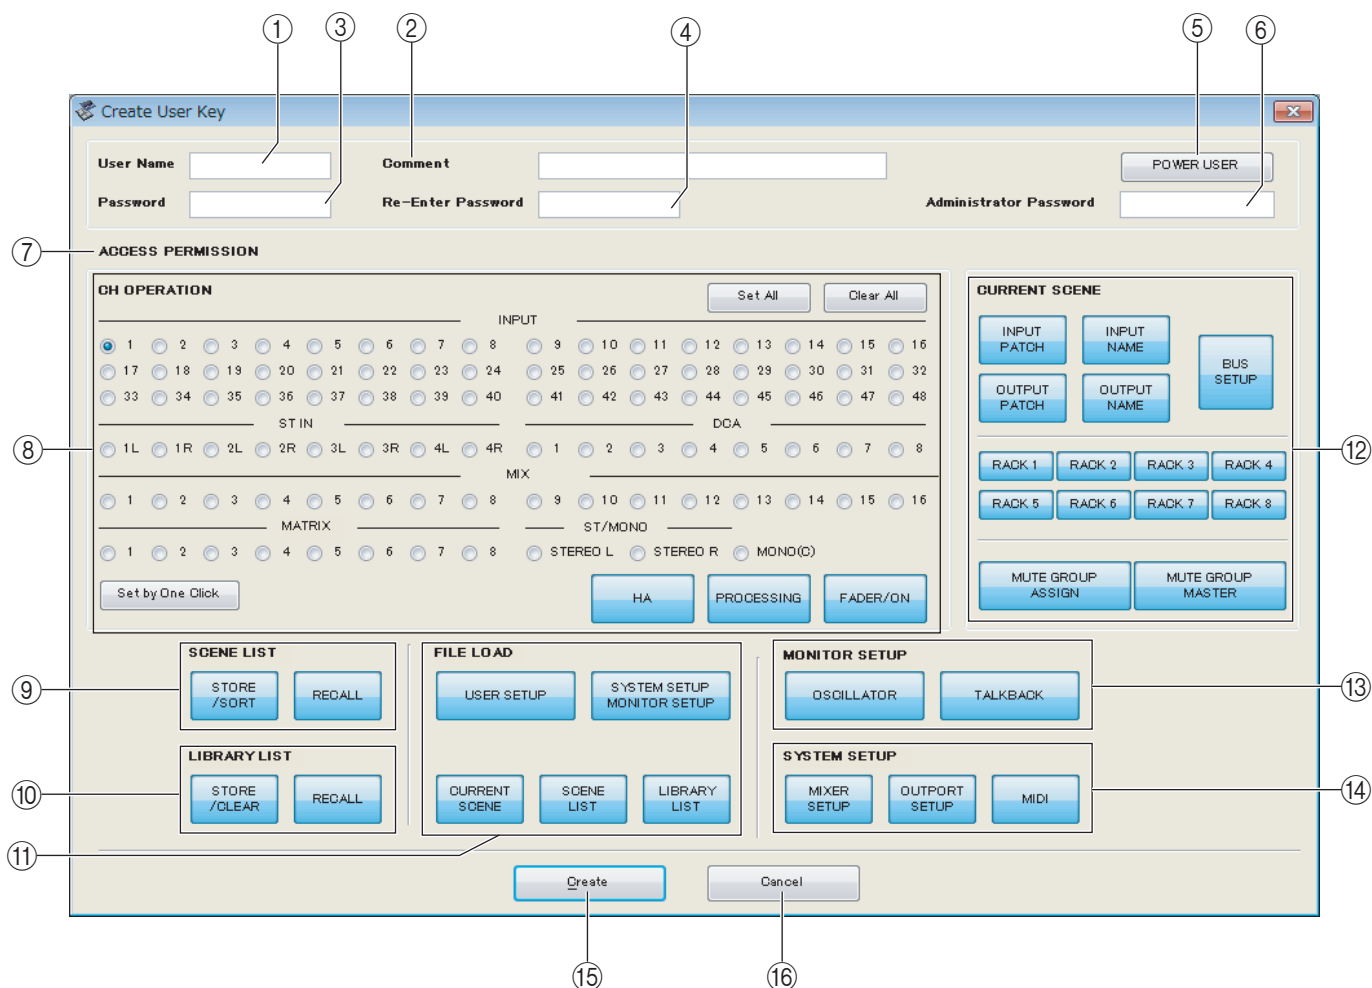 ① ③ ② ④ ⑤ ⑥
Create User Key
User Name Comment POWER USER
Password Re-Enter Password Administrator Password
⑦ ACCESS PERMISSION
CH OPERATION Set All Clear All
INPUT
1 2 3 4 5 6 7 8 9 10 11 12 13 14 15 16
17 18 19 20 21 22 23 24 25 26 27 28 29 30 31 32
33 34 35 36 37 38 39 40 41 42 43 44 45 46 47 48
ST IN DCA
⑧ 1L 1R 2L 2R 3L 3R 4L 4R 1 2 3 4 5 6 7 8
MIX
1 2 3 4 5 6 7 8 9 10 11 12 13 14 15 16
MATRIX ST/MONO
1 2 3 4 5 6 7 8 STEREO L STEREO R MONO(C)
Set by One Click HA PROCESSING FADER/ON
CURRENT SCENE
INPUT PATCH
INPUT NAME
BUS SETUP
OUTPUT PATCH
OUTPUT NAME
⑫
RACK 1 RACK 2 RACK 3 RACK 4
RACK 5 RACK 6 RACK 7 RACK 8
MUTE GROUP ASSIGN
MUTE GROUP MASTER
SCENE LIST
⑨
STORE /SORT
RECALL
LIBRARY LIST
⑩
STORE /CLEAR
RECALL
FILE LOAD
USER SETUP
SYSTEM SETUP MONITOR SETUP
CURRENT SCENE
SCENE LIST
LIBRARY LIST
⑪
MONITOR SETUP
OSCILLATOR TALKBACK
⑬
SYSTEM SETUP
MIXER SETUP
OUTPORT SETUP
MIDI
⑭
Create Cancel
⑮ ⑯